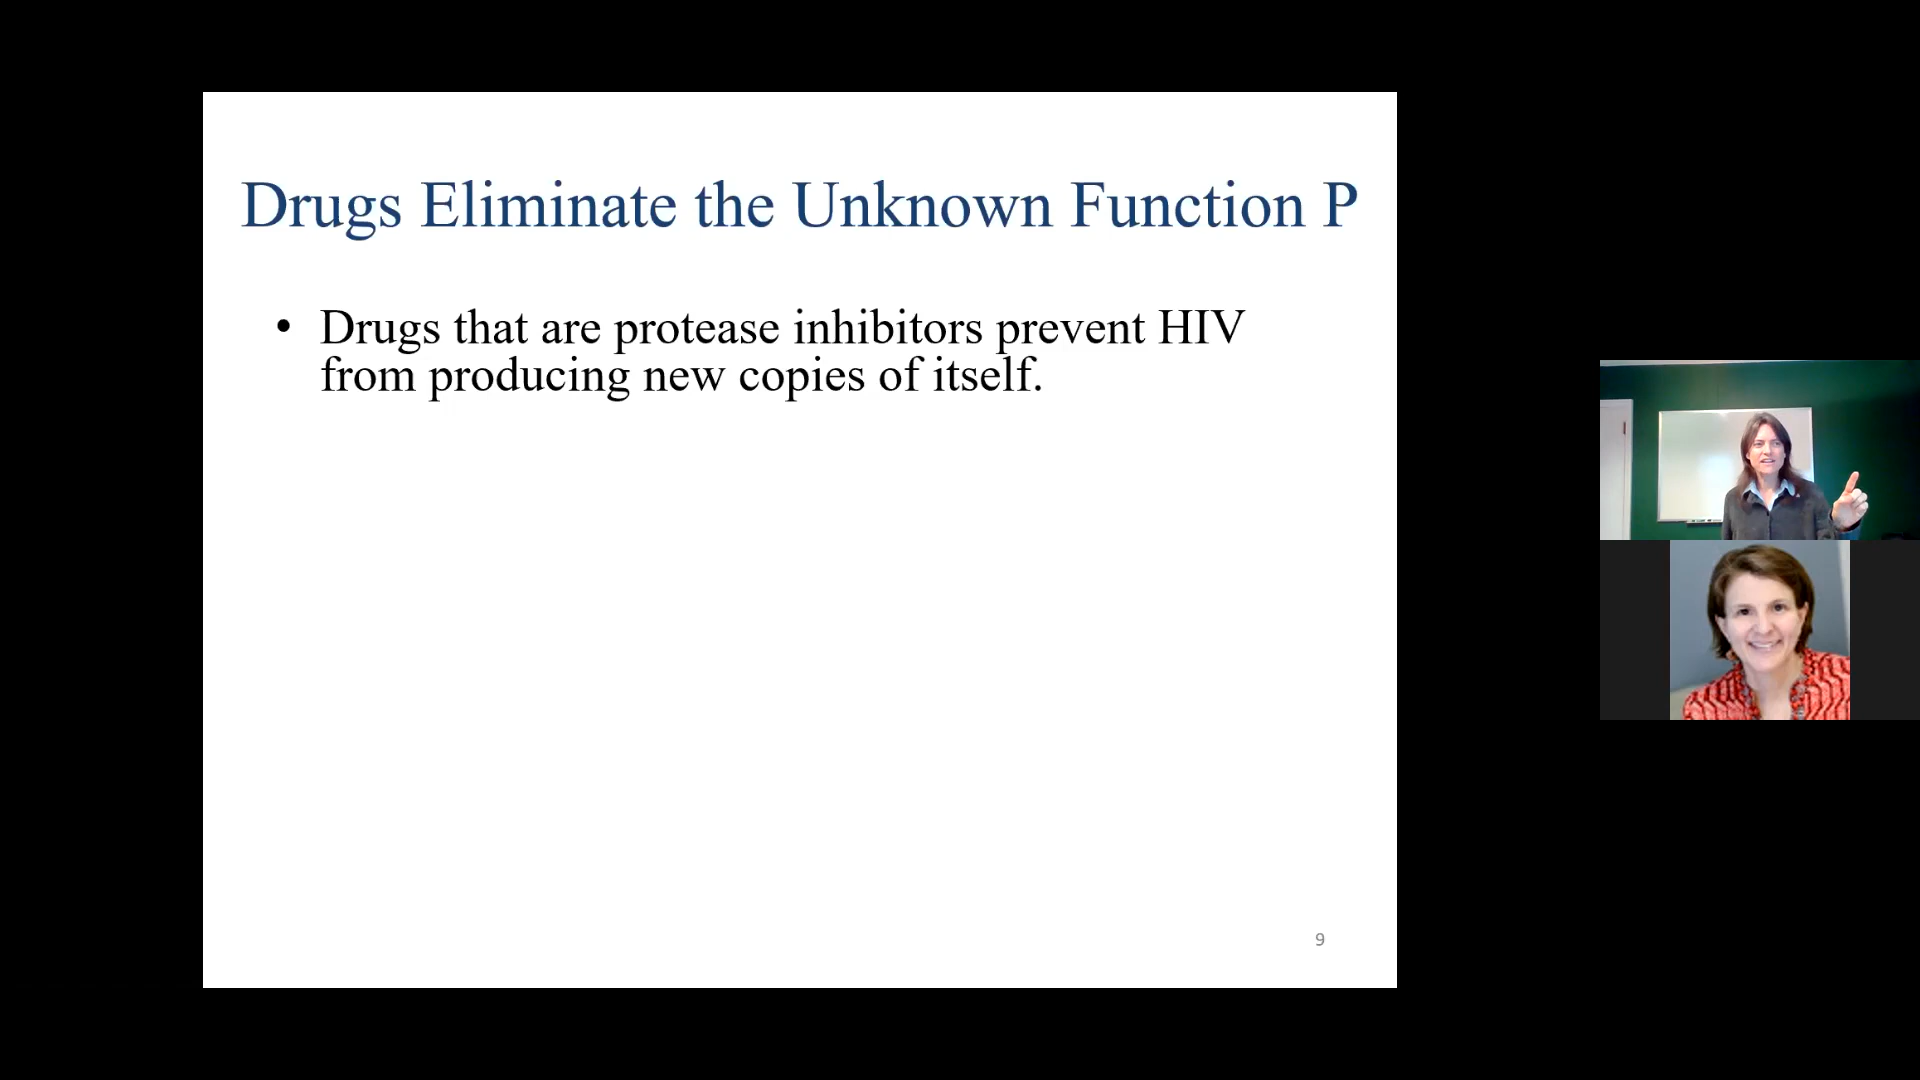 Drugs Eliminate the Unknown Function P
• Drugs that are protease inhibitors prevent HIV
from producing new copies of itself.
9